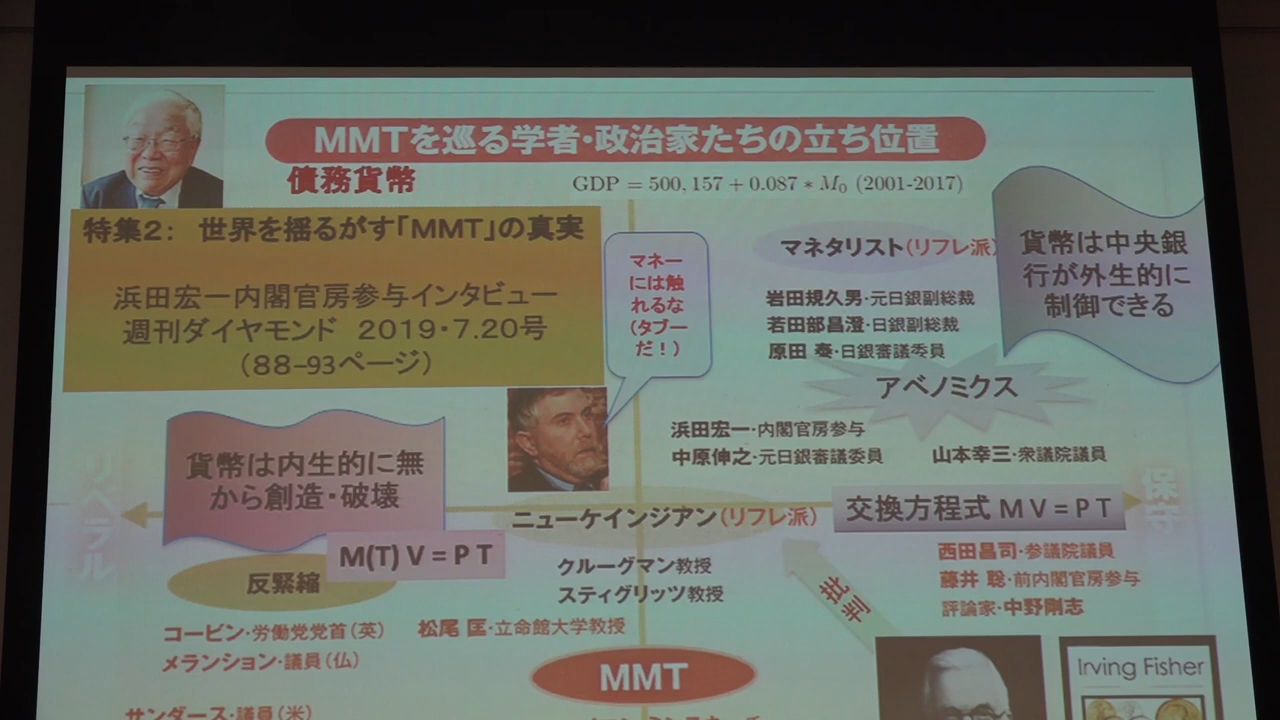 MMTを巡る学者・政治家たちの立ち位置
債務貨幣
GDP = 500, 157 + 0.087 * M₀ (2001-2017)
特集2: 世界を揺るがす「MMT」の真実
浜田宏一内閣官房参与インタビュー
週刊ダイヤモンド 2019・7.20号
(88–93ページ)
マネー
には触
れるな
(タブー
だ!)
マネタリスト(リフレ派)
岩田規久男・元日銀副総裁
若田部昌澄・日銀副総裁
原田 泰・日銀審議委員
貨幣は中央銀
行が外生的に
制御できる
アベノミクス
浜田宏一・内閣官房参与
中原伸之・元日銀審議委員
山本幸三・衆議院議員
貨幣は内生的に無
から創造・破壊
リベラル
保守
ニューケインジアン(リフレ派)
交換方程式 M V = P T
M(T) V = P T
クルーグマン教授
スティグリッツ教授
西田昌司・参議院議員
藤井 聡・前内閣官房参与
評論家・中野剛志
批判
反緊縮
コービン・労働党党首(英)
松尾 匡・立命館大学教授
メランション・議員(仏)
MMT
サンダース・議員(米)
Irving Fisher